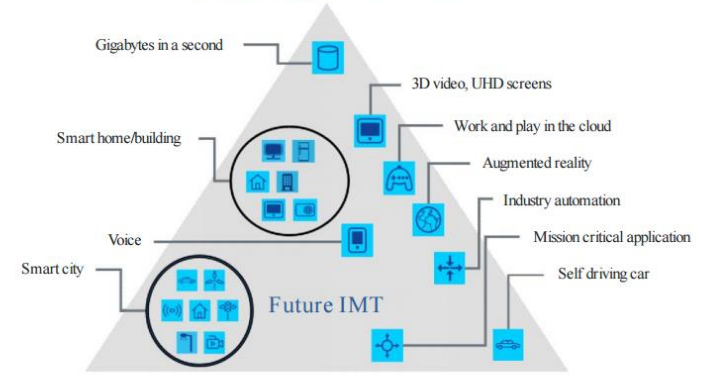 Gigabytes in a second
3D video, UHD screens
Smart home/building
Work and play in the cloud
Augmented reality
Industry automation
Voice
Mission critical application
Smart city
Self driving car
Future IMT